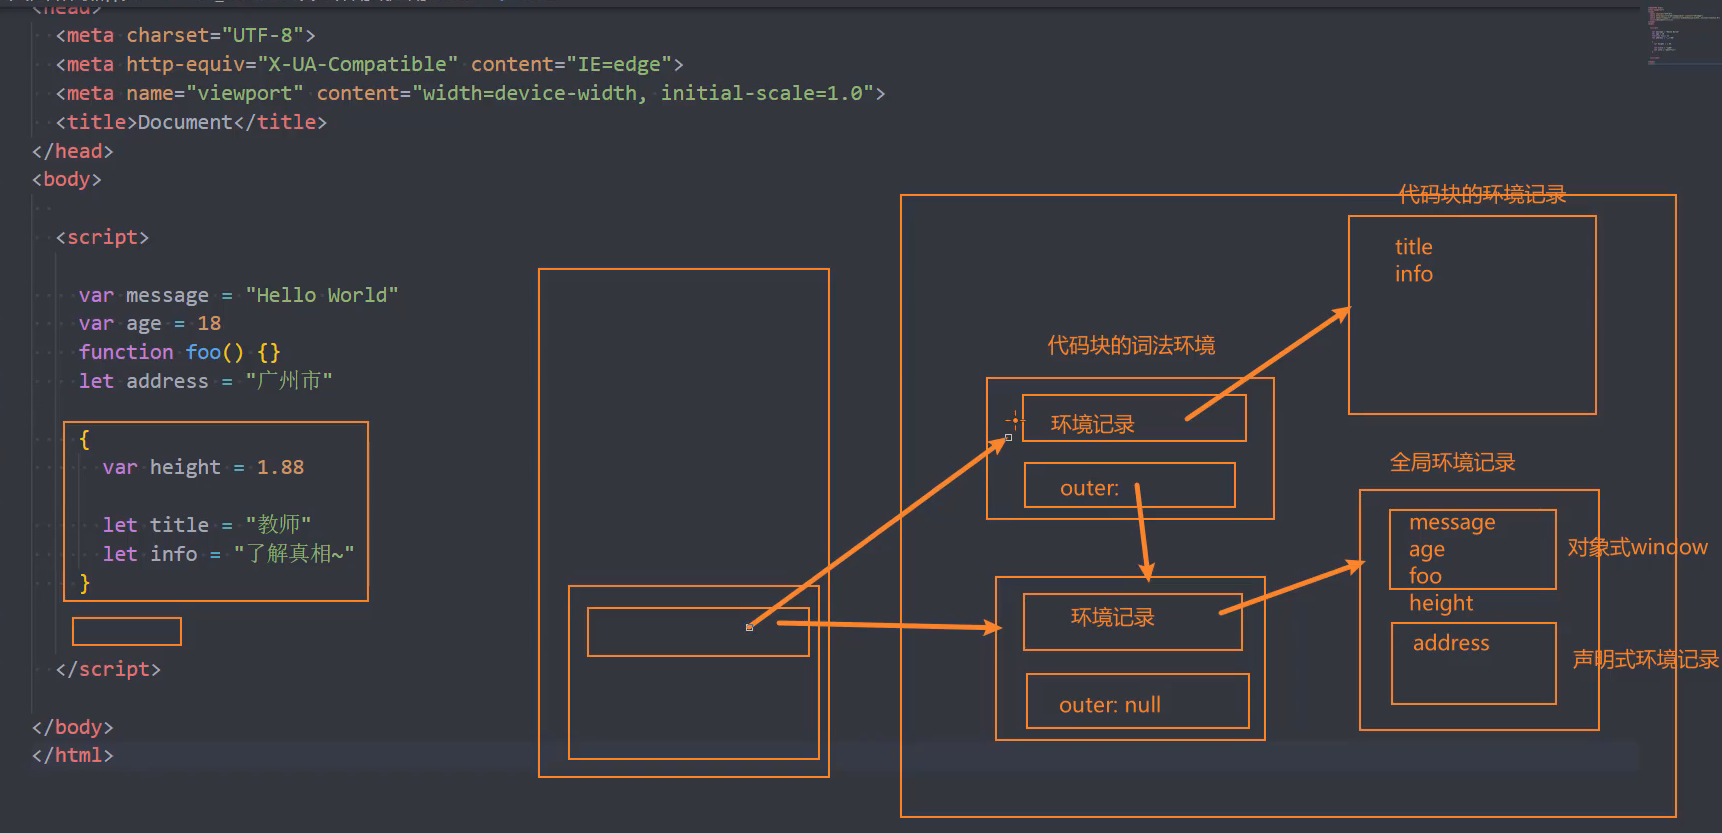 <head>
<meta charset="UTF-8">
<meta http-equiv="X-UA-Compatible" content="IE=edge">
<meta name="viewport" content="width=device-width, initial-scale=1.0">
<title>Document</title>
</head>
<body>
<script>
var message = "Hello World"
var age = 18
function foo() {}
let address = "广州市"
{
var height = 1.88
let title = "教师"
let info = "了解真相~"
}
</script>
</body>
</html>
代码块的环境记录
title
info
代码块的词法环境
环境记录
outer:
全局环境记录
message
age
foo
height
对象式window
address
声明式环境记录
环境记录
outer: null